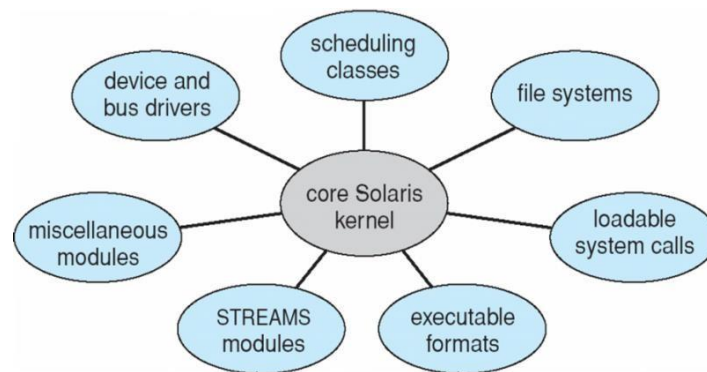 scheduling
classes
device and
bus drivers
file systems
core Solaris
kernel
miscellaneous
modules
loadable
system calls
STREAMS
modules
executable
formats